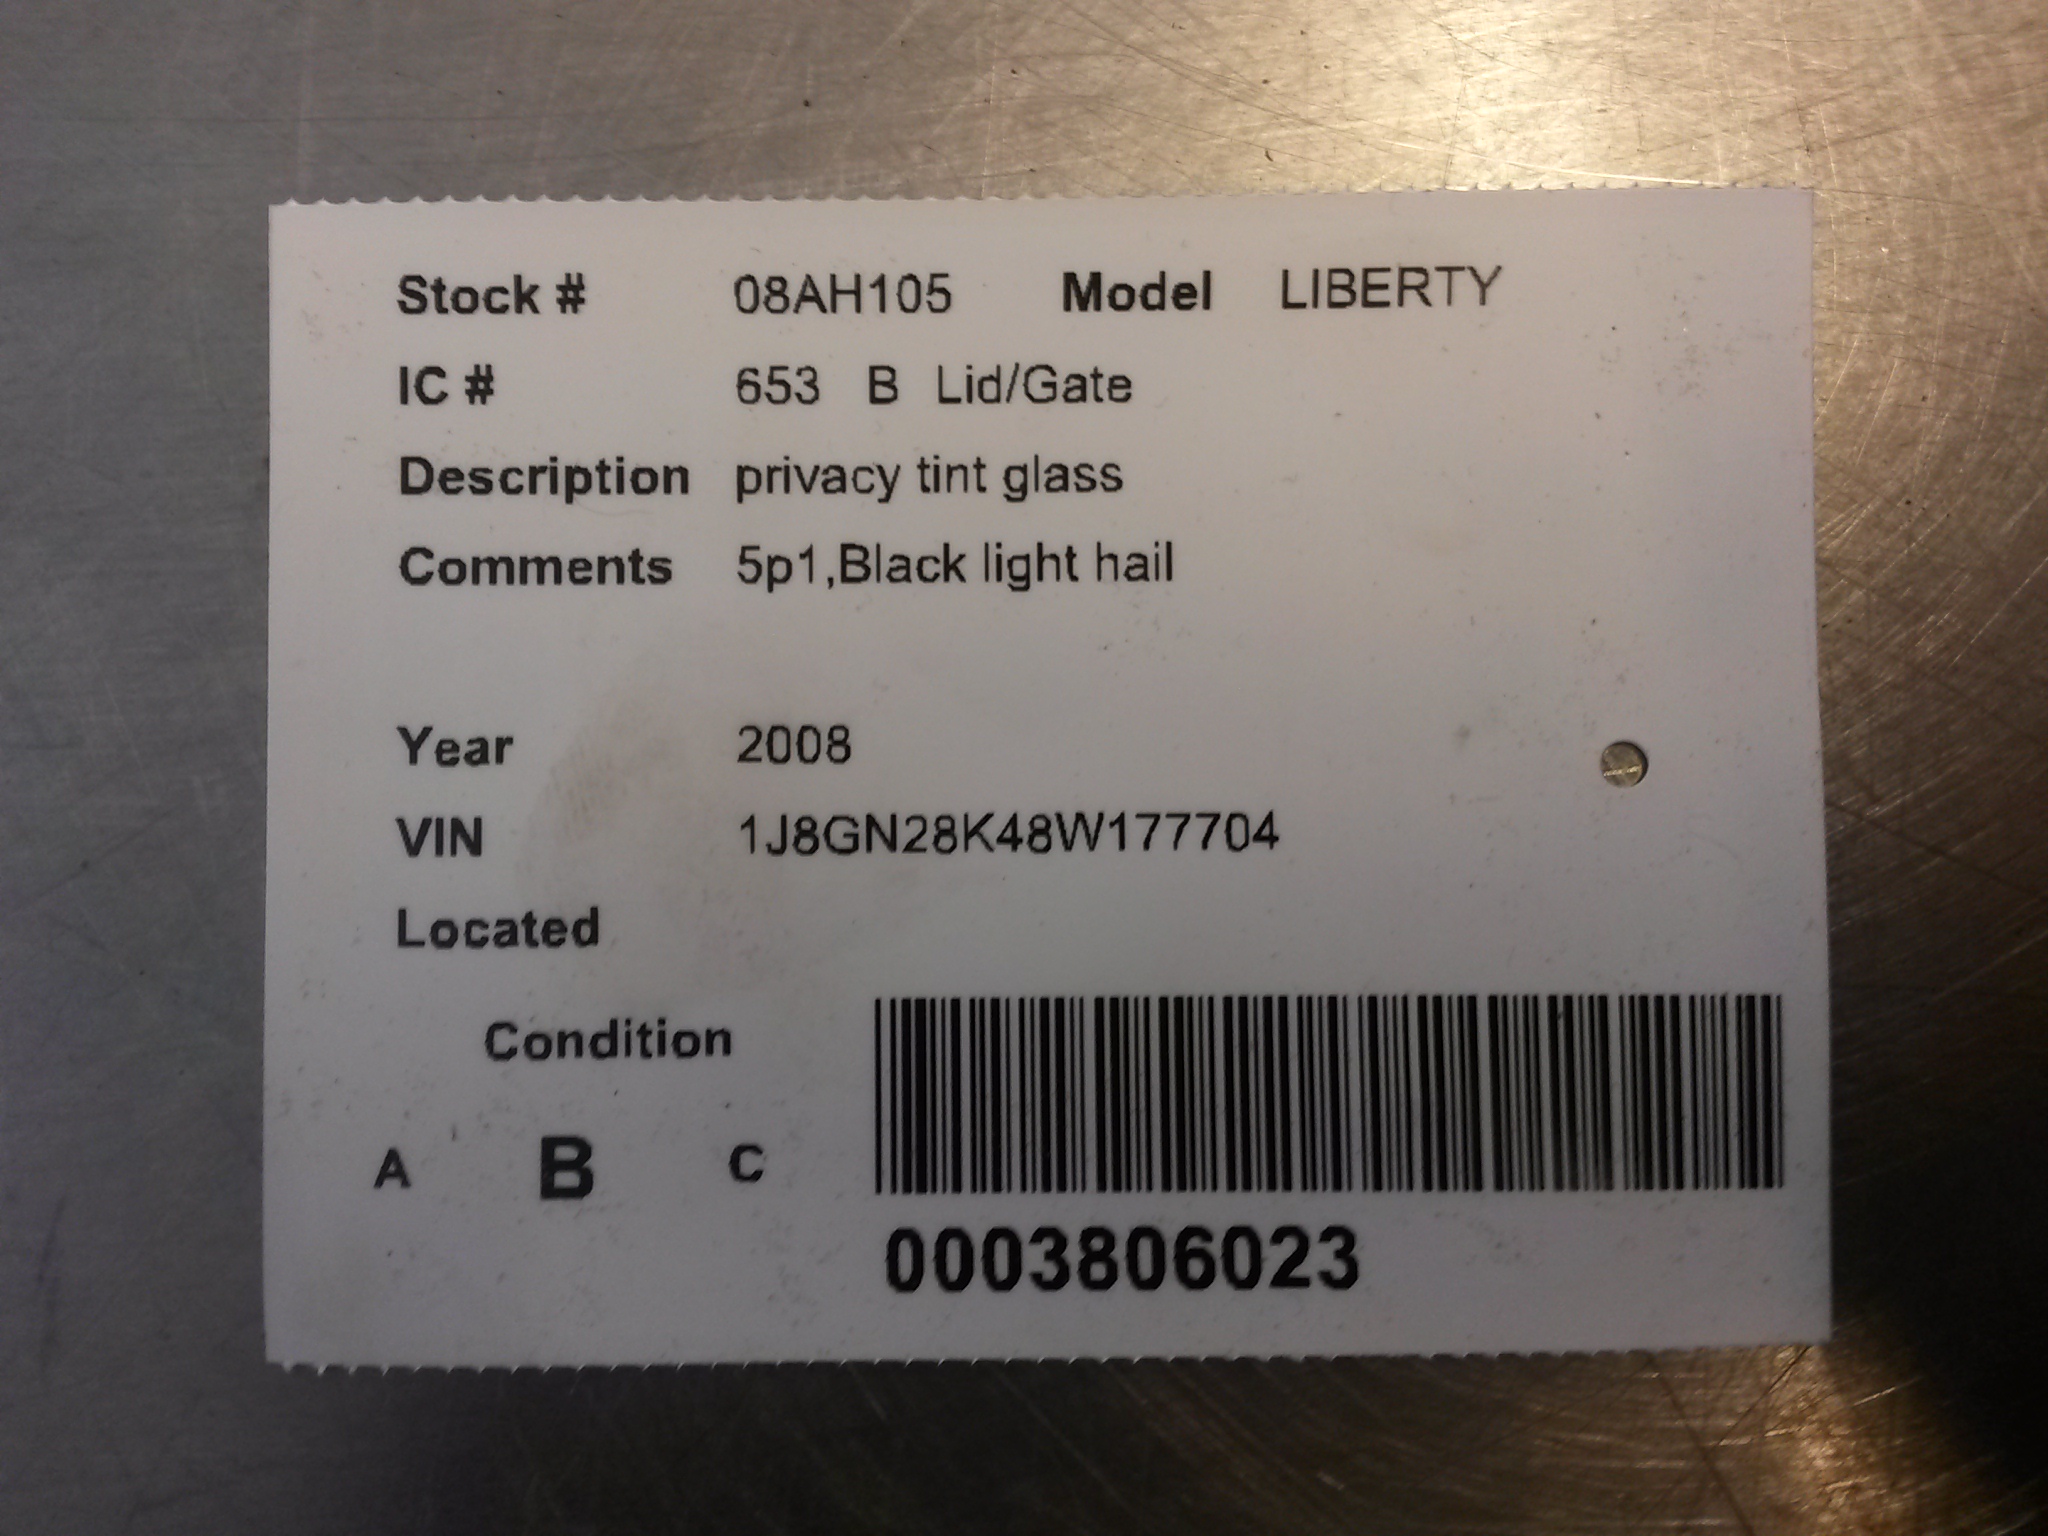 Stock # 08AH105 Model LIBERTY
IC # 653 B Lid/Gate
Description privacy tint glass
Comments 5p1,Black light hail
Year 2008
VIN 1J8GN28K48W177704
Located
Condition
A B C
0003806023